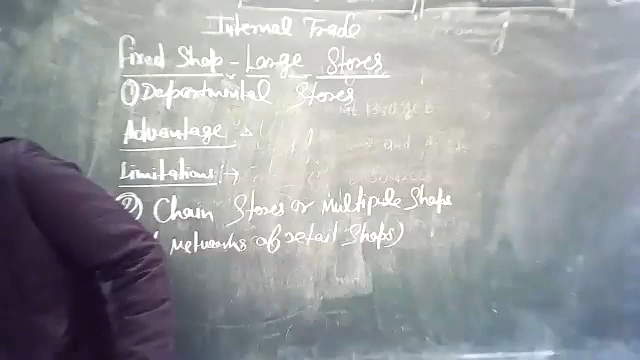 Internal Trade
Fixed Shop - Large Stores
① Departmental Stores
Advantage :-
Limitations :→
② Chain Stores or Multiple Shops
( Networks of retail Shops)